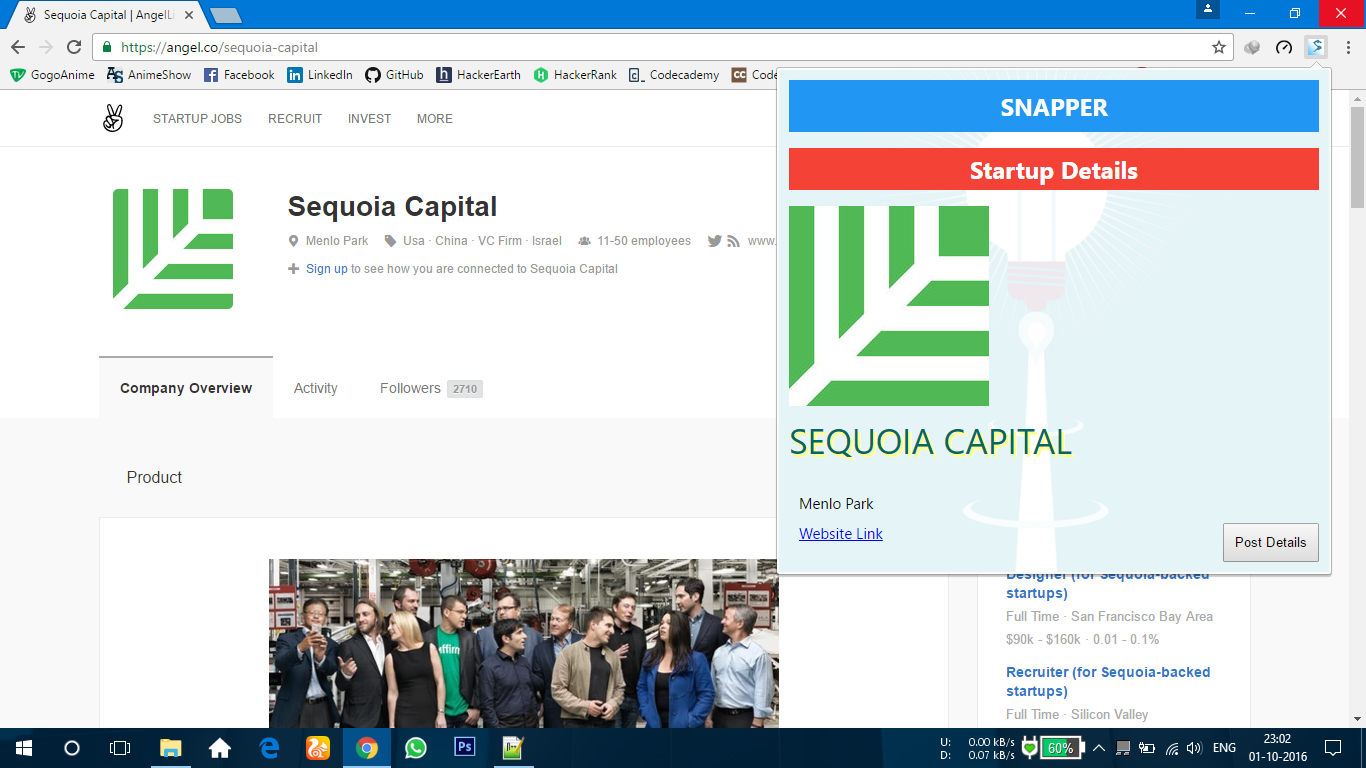 Sequoia Capital | AngelLi
https://angel.co/sequoia-capital
GogoAnime AnimeShow Facebook LinkedIn GitHub HackerEarth HackerRank Codecademy Code
STARTUP JOBS RECRUIT INVEST MORE
Sequoia Capital
Menlo Park Usa · China · VC Firm · Israel 11-50 employees www.
Sign up to see how you are connected to Sequoia Capital
Company Overview Activity Followers 2710
Product
ffirm
SNAPPER
Startup Details
SEQUOIA CAPITAL
Menlo Park
Website Link
Post Details
Designer (for Sequoia-backed
startups)
Full Time · San Francisco Bay Area
$90k - $160k · 0.01 - 0.1%
Recruiter (for Sequoia-backed
startups)
Full Time · Silicon Valley
U: 0.00 kB/s
D: 0.07 kB/s
60%
ENG
23:02
01-10-2016